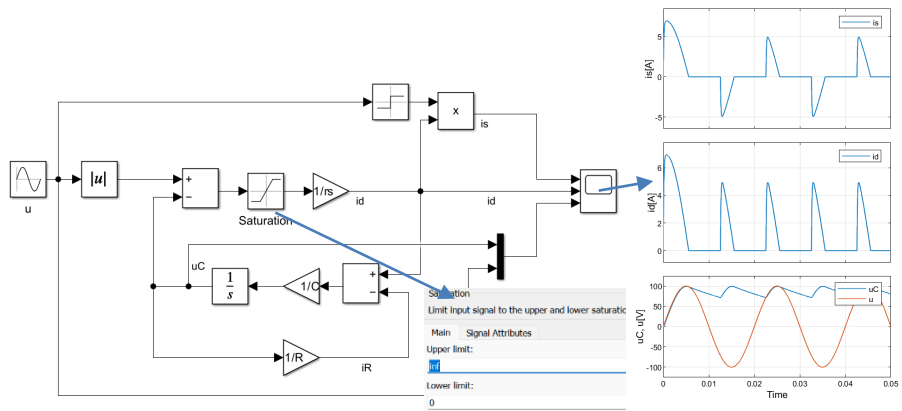 is
is[A]
5
0
-5
x
is
|u|
+
−
1/rs
u
Saturation
id
id
id
id[A]
6
4
2
0
uC
1
s
1/C
+
−
Saturation
Limit input signal to the upper and lower saturatio
Main
Signal Attributes
Upper limit:
inf
Lower limit:
0
1/R
iR
uC
u
uC, u[V]
100
50
0
-50
-100
0
0.01
0.02
0.03
0.04
0.05
Time